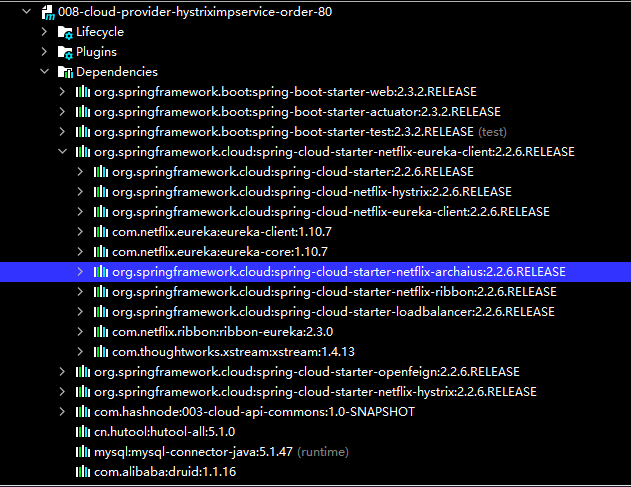 008-cloud-provider-hystriximpservice-order-80
Lifecycle
Plugins
Dependencies
org.springframework.boot:spring-boot-starter-web:2.3.2.RELEASE
org.springframework.boot:spring-boot-starter-actuator:2.3.2.RELEASE
org.springframework.boot:spring-boot-starter-test:2.3.2.RELEASE (test)
org.springframework.cloud:spring-cloud-starter-netflix-eureka-client:2.2.6.RELEASE
org.springframework.cloud:spring-cloud-starter:2.2.6.RELEASE
org.springframework.cloud:spring-cloud-netflix-hystrix:2.2.6.RELEASE
org.springframework.cloud:spring-cloud-netflix-eureka-client:2.2.6.RELEASE
com.netflix.eureka:eureka-client:1.10.7
com.netflix.eureka:eureka-core:1.10.7
org.springframework.cloud:spring-cloud-starter-netflix-archaius:2.2.6.RELEASE
org.springframework.cloud:spring-cloud-starter-netflix-ribbon:2.2.6.RELEASE
org.springframework.cloud:spring-cloud-starter-loadbalancer:2.2.6.RELEASE
com.netflix.ribbon:ribbon-eureka:2.3.0
com.thoughtworks.xstream:xstream:1.4.13
org.springframework.cloud:spring-cloud-starter-openfeign:2.2.6.RELEASE
org.springframework.cloud:spring-cloud-starter-netflix-hystrix:2.2.6.RELEASE
com.hashnode:003-cloud-api-commons:1.0-SNAPSHOT
cn.hutool:hutool-all:5.1.0
mysql:mysql-connector-java:5.1.47 (runtime)
com.alibaba:druid:1.1.16